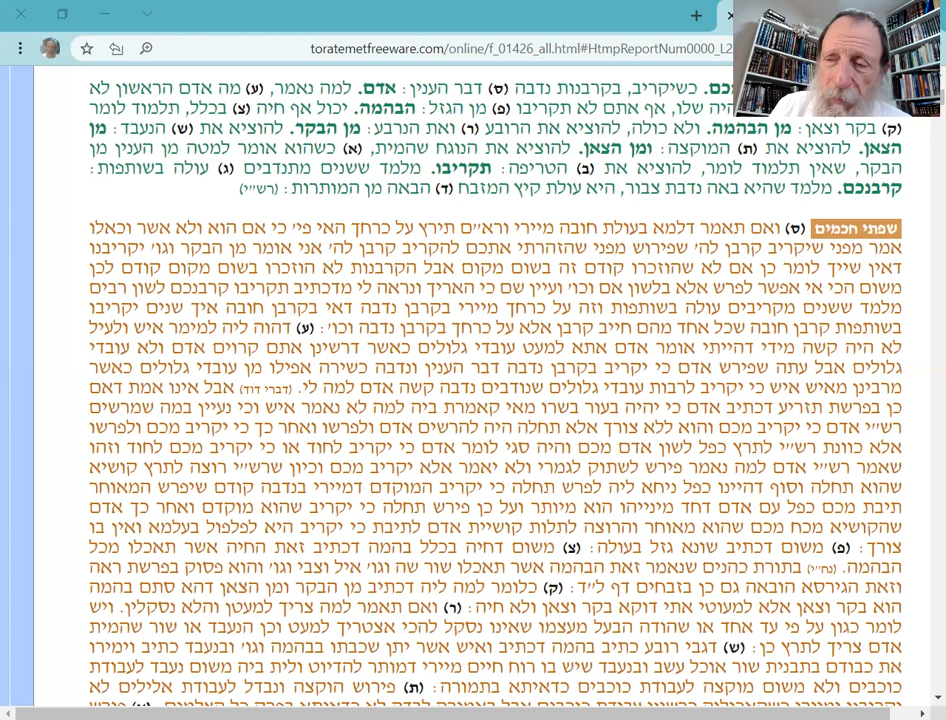 toratemetfreeware.com/online/f_01426_all.html#HtmpReportNum0000_L2
כם. כשיקריב, בקרבנות נדבה (ס) דבר הענין: אדם. למה נאמר, (ע) מה אדם הראשון לא
היה שלו, אף אתם לא תקריבו (פ) מן הגזל: הבהמה. יכול אף חיה (צ) בכלל, תלמוד לומר
(ק) בקר וצאן: מן הבהמה. ולא כולה, להוציא את הרובע (ר) ואת הנרבע: מן הבקר. להוציא את (ש) הנעבד: מן
הצאן. להוציא את (ת) המוקצה: ומן הצאן. להוציא את הנוגח שהמית, (א) כשהוא אומר למטה מן הענין מן
הבקר, שאין תלמוד לומר, להוציא את (ב) הטריפה: תקריבו. מלמד ששנים מתנדבים (ג) עולה בשותפות:
קרבנכם. מלמד שהיא באה נדבת צבור, היא עולת קיץ המזבח (ד) הבאה מן המותרות: (רש״י)
שפתי חכמים (ס) ואם תאמר דלמא בעולת חובה מיירי וראי״ם תירץ על כרחך האי פי׳ כי אם הוא ולא אשר וכאלו
אמר מפני שיקריב קרבן לה׳ שפירוש מפני שהזהרתי אתכם להקריב קרבן לה׳ אני אומר מן הבקר וגו׳ יקריבנו
דאין שייך לומר כן אם לא שהוזכרו קודם זה בשום מקום אבל הקרבנות לא הוזכרו בשום מקום קודם לכן
משום הכי אי אפשר לפרש אלא בלשון אם וכו׳ ועיין שם כי האריך ונראה לי מדכתיב תקריבו קרבנכם לשון רבים
מלמד ששנים מקריבים עולה בשותפות וזה על כרחך מיירי בקרבן נדבה דאי בקרבן חובה איך שנים יקריבו
בשותפות קרבן חובה שכל אחד מהם חייב קרבן אלא על כרחך בקרבן נדבה וכו׳: (ע) דהוה ליה למימר איש ולעיל
לא היה קשה מידי דהייתי אומר אדם אתא למעט עובדי גלולים כאשר דרשינן אתם קרוים אדם ולא עובדי
גלולים אבל עתה שפירש אדם כי יקריב בקרבן נדבה דבר הענין ונדבה כשירה אפילו מן עובדי גלולים כאשר
מרבינן מאיש איש כי יקריב לרבות עובדי גלולים שנודבים נדבה קשה אדם למה לי. (דברי דוד) אבל אינו אמת דאם
כן בפרשת תזריע דכתיב אדם כי יהיה בעור בשרו מאי קאמרת ביה למה לא נאמר איש וכי נעיין במה שמרשים
רש״י אדם כי יקריב מכם והוא ללא צורך אלא תחלה היה להרשים אדם ולפרשו ואחר כך כי יקריב מכם ולפרשו
אלא כוונת רש״י לתרץ כפל לשון אדם מכם והיה סגי לומר אדם כי יקריב לחוד או כי יקריב מכם לחוד וזהו
שאמר רש״י אדם למה נאמר פירש לשתוק לגמרי ולא יאמר אלא יקריב מכם וכיון שרש״י רוצה לתרץ קושיא
שהוא תחלה וסוף דהיינו כפל ניחא ליה לפרש תחלה כי יקריב המוקדם דמיירי בנדבה קודם שיפרש המאוחר
תיבת מכם כפל עם אדם דחד מינייהו הוא מיותר ועל כן פירש תחלה כי יקריב שהוא מוקדם ואחר כך אדם
שהקושיא מכח מכם שהוא מאוחר והרוצה לתלות קושיית אדם לתיבת כי יקריב היא לפלפול בעלמא ואין בו
צורך: (פ) משום דכתיב שונא גזל בעולה: (צ) משום דחיה בכלל בהמה דכתיב זאת החיה אשר תאכלו מכל
הבהמה. (נח״י) בתורת כהנים שנאמר זאת הבהמה אשר תאכלו שור שה וגו׳ איל וצבי וגו׳ והוא פסוק בפרשת ראה
וזאת הגירסא הובאה גם כן בזבחים דף ל״ד: (ק) כלומר למה ליה דכתיב מן הבקר ומן הצאן דהא סתם בהמה
הוא בקר וצאן אלא למעוטי אתי דוקא בקר וצאן ולא חיה: (ר) ואם תאמר למה צריך למעטן והלא נסקלין. ויש
לומר כגון על פי עד אחד או שהודה הבעל מעצמו שאינו נסקל להכי אצטריך למעט וכן הנעבד או שור שהמית
אדם צריך לתרץ כן: (ש) דגבי רובע כתיב בהמה דכתיב ואיש אשר יתן שכבתו בבהמה וגו׳ ובנעבד כתיב וימירו
את כבודם בתבנית שור אוכל עשב ובנעבד שיש בו רוח חיים מיירי דמותר להדיוט ולית ביה משום נעבד לעבודת
כוכבים ולא משום מוקצה לעבודת כוכבים כדאיתא בתמורה: (ת) פירוש הוקצה ונבדל לעבודת אלילים לא